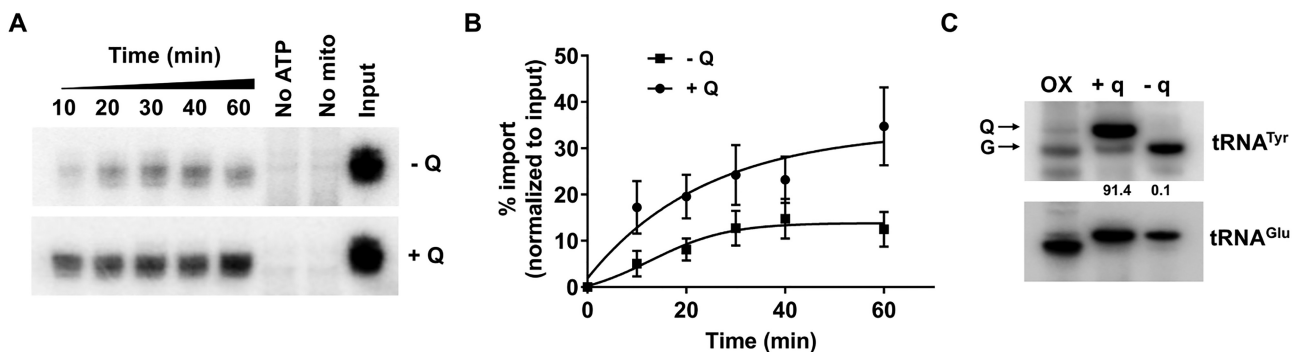 A
Time (min)
10 20 30 40 60 No ATP No mito Input
- Q
+ Q
B
% import
(normalized to input)
50
40
30
20
10
0
- Q
+ Q
0 20 40 60
Time (min)
C
OX + q - q
Q
G
tRNATyr
91.4 0.1
tRNAGlu